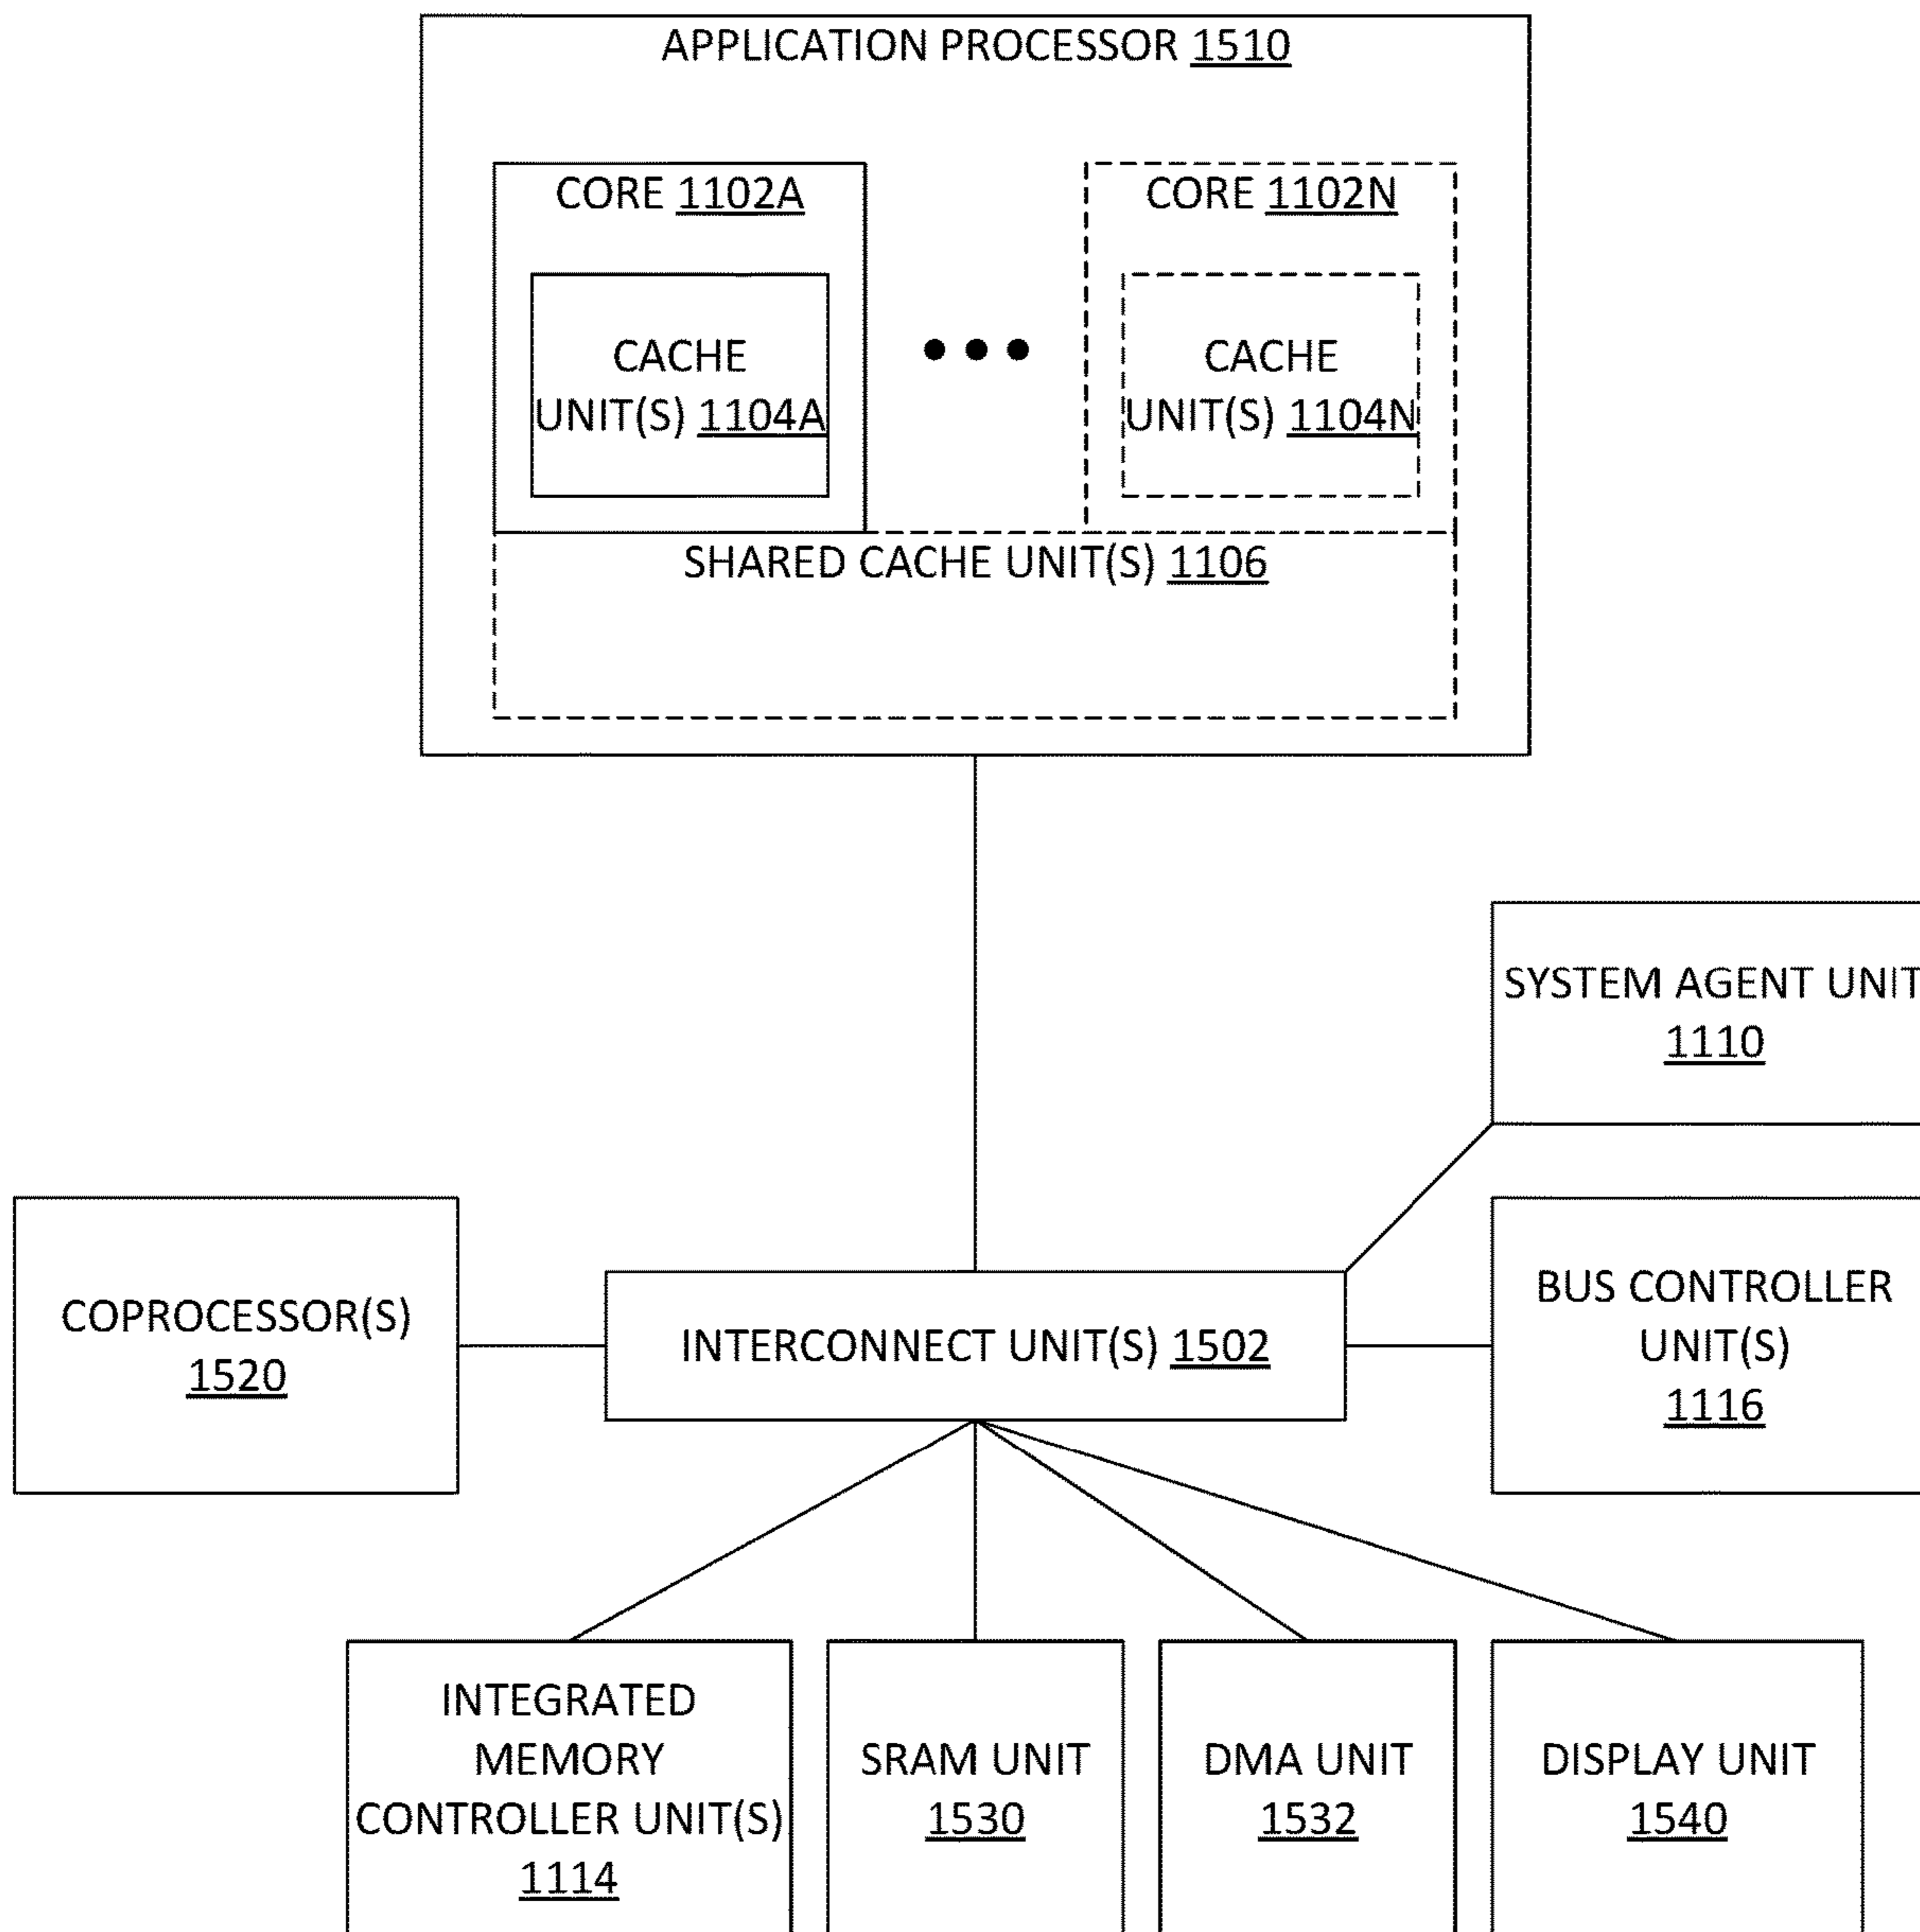 APPLICATION PROCESSOR 1510
CORE 1102A
CORE 1102N
CACHE
UNIT(S) 1104A
CACHE
UNIT(S) 1104N
SHARED CACHE UNIT(S) 1106
SYSTEM AGENT UNIT
1110
COPROCESSOR(S)
1520
INTERCONNECT UNIT(S) 1502
BUS CONTROLLER
UNIT(S)
1116
INTEGRATED
MEMORY
CONTROLLER UNIT(S)
1114
SRAM UNIT
1530
DMA UNIT
1532
DISPLAY UNIT
1540